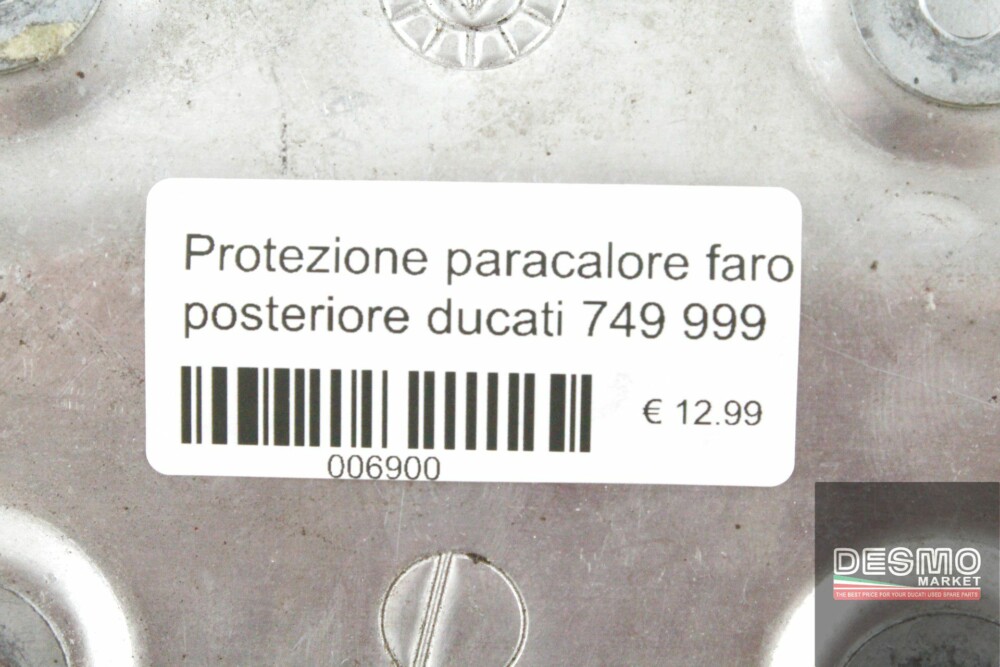 Protezione paracalore faro
posteriore ducati 749 999
€ 12.99
006900
DESMO
MARKET
THE BEST PRICE FOR YOUR DUCATI USED SPARE PARTS